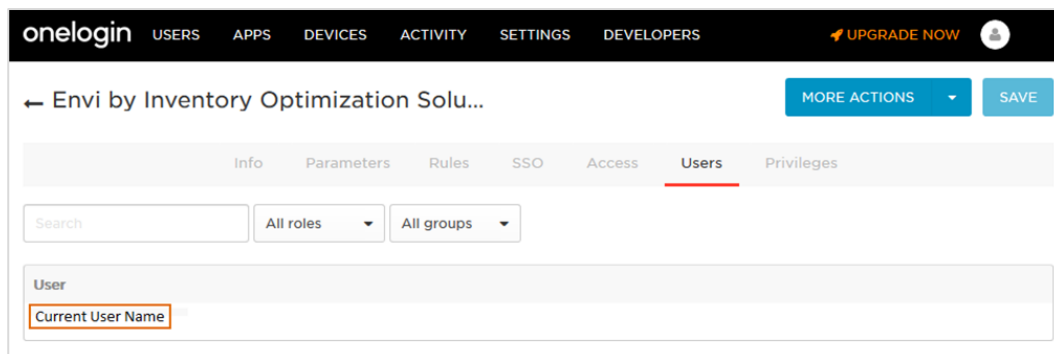 onelogin USERS APPS DEVICES ACTIVITY SETTINGS DEVELOPERS UPGRADE NOW
← Envi by Inventory Optimization Solu... MORE ACTIONS SAVE
Info Parameters Rules SSO Access Users Privileges
Search All roles All groups
User
Current User Name